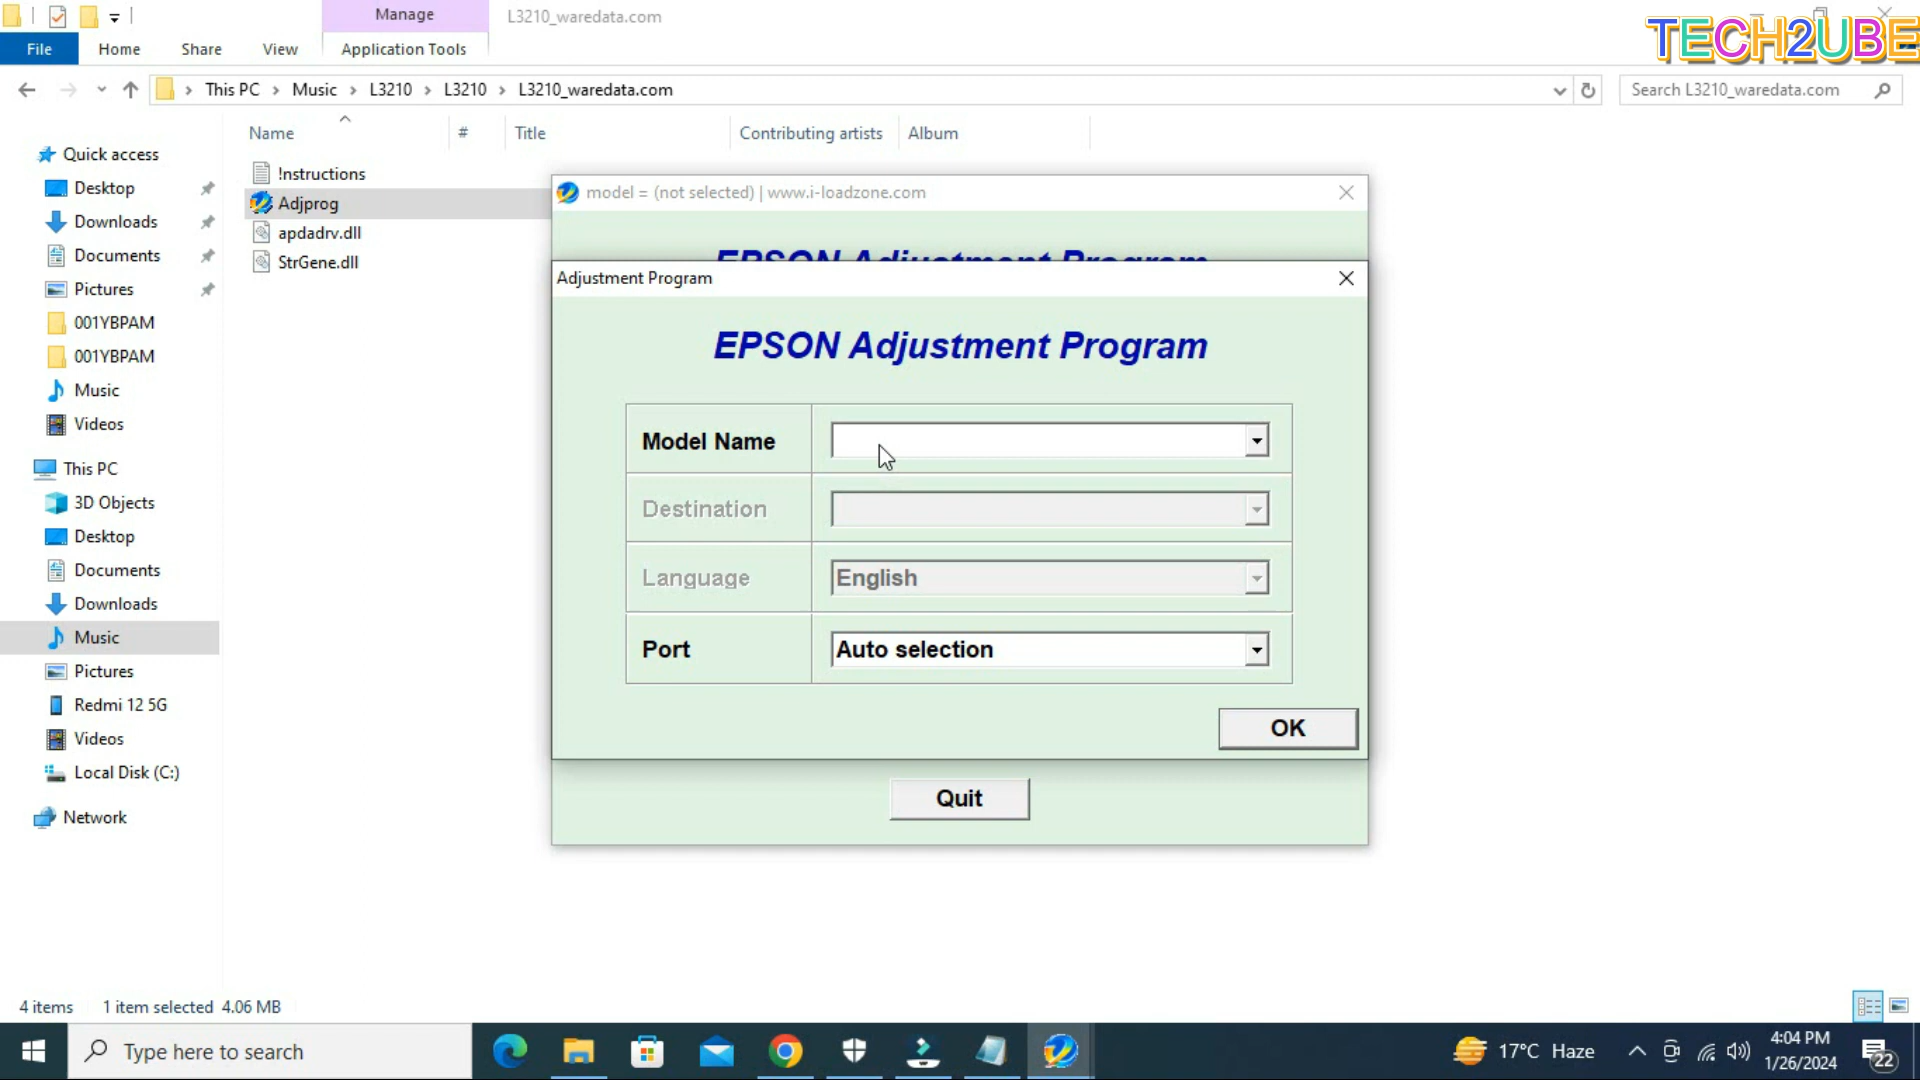 Manage
L3210_waredata.com
TECH2UBE
File
Home
Share
View
Application Tools
This PC > Music > L3210 > L3210 > L3210_waredata.com
Search L3210_waredata.com
Name
#
Title
Contributing artists
Album
Quick access
Desktop
Downloads
Documents
Pictures
001YBPAM
001YBPAM
Music
Videos
This PC
3D Objects
Desktop
Documents
Downloads
Music
Pictures
Redmi 12 5G
Videos
Local Disk (C:)
Network
!nstructions
Adjprog
apdadrv.dll
StrGene.dll
model = (not selected) | www.i-loadzone.com
EPSON Adjustment Program
Adjustment Program
EPSON Adjustment Program
Model Name
Destination
Language
English
Port
Auto selection
OK
Quit
4 items
1 item selected 4.06 MB
Type here to search
17°C Haze
4:04 PM
1/26/2024
22